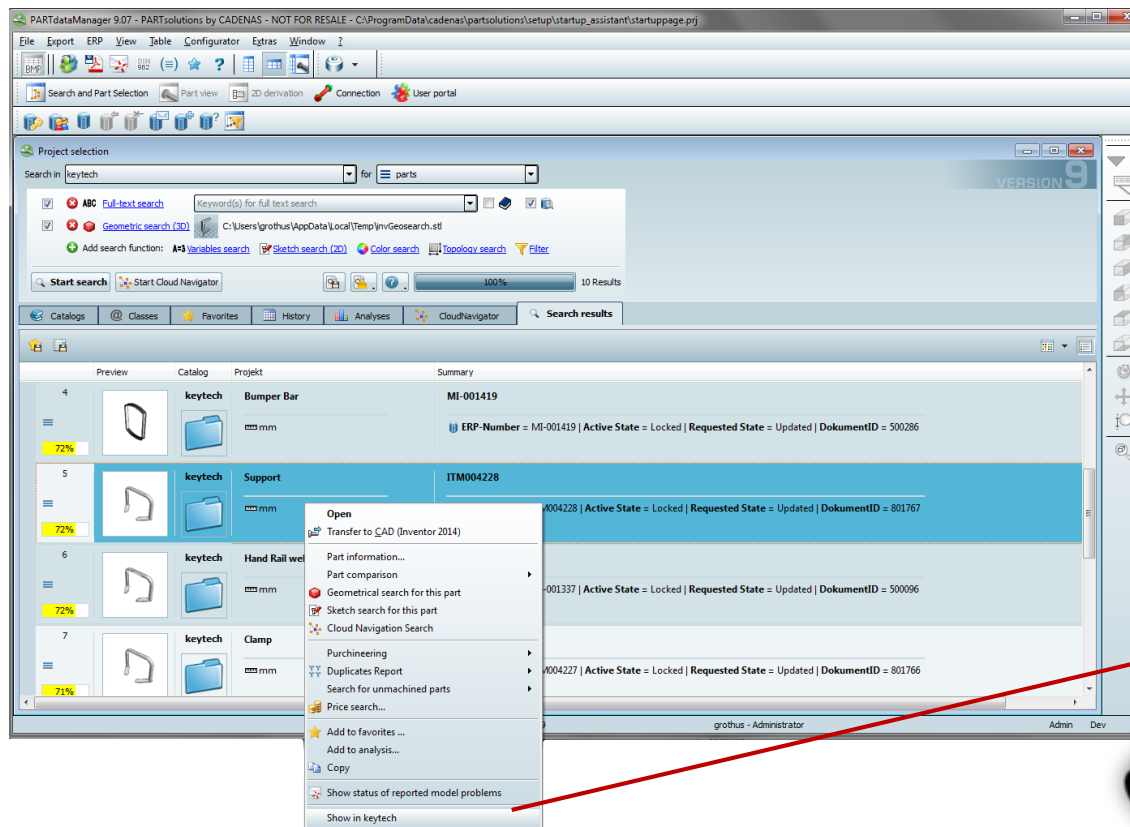 PARTdataManager 9.07 - PARTsolutions by CADENAS - NOT FOR RESALE - C:\ProgramData\cadenas\partsolutions\setup\startup_assistant\startuppage.prj
File Export ERP View Table Configurator Extras Window ?
BMP DIN 982 (=) ?
Search and Part Selection Part view 2D derivation Connection User portal
Project selection
Search in keytech for parts
VERSION 9
ABC Full-text search Keyword(s) for full text search
Geometric search (3D) C:\Users\grothus\AppData\Local\Temp\invGeosearch.stl
Add search function: A=3 Variables search Sketch search (2D) Color search Topology search Filter
Start search Start Cloud Navigator 100% 10 Results
Catalogs Classes Favorites History Analyses CloudNavigator Search results
Preview Catalog Projekt Summary
4 keytech Bumper Bar MI-001419
mm ERP-Number = MI-001419 | Active State = Locked | Requested State = Updated | DokumentID = 500286
72%
5 keytech Support ITM004228
mm M004228 | Active State = Locked | Requested State = Updated | DokumentID = 801767
72%
6 keytech Hand Rail wel
mm -001337 | Active State = Locked | Requested State = Updated | DokumentID = 500096
72%
7 keytech Clamp
mm M004227 | Active State = Locked | Requested State = Updated | DokumentID = 801766
71%
Open
Transfer to CAD (Inventor 2014)
Part information...
Part comparison
Geometrical search for this part
Sketch search for this part
Cloud Navigation Search
Purchineering
Duplicates Report
Search for unmachined parts
Price search...
Add to favorites ...
Add to analysis...
Copy
Show status of reported model problems
Show in keytech
grothus - Administrator Admin Dev